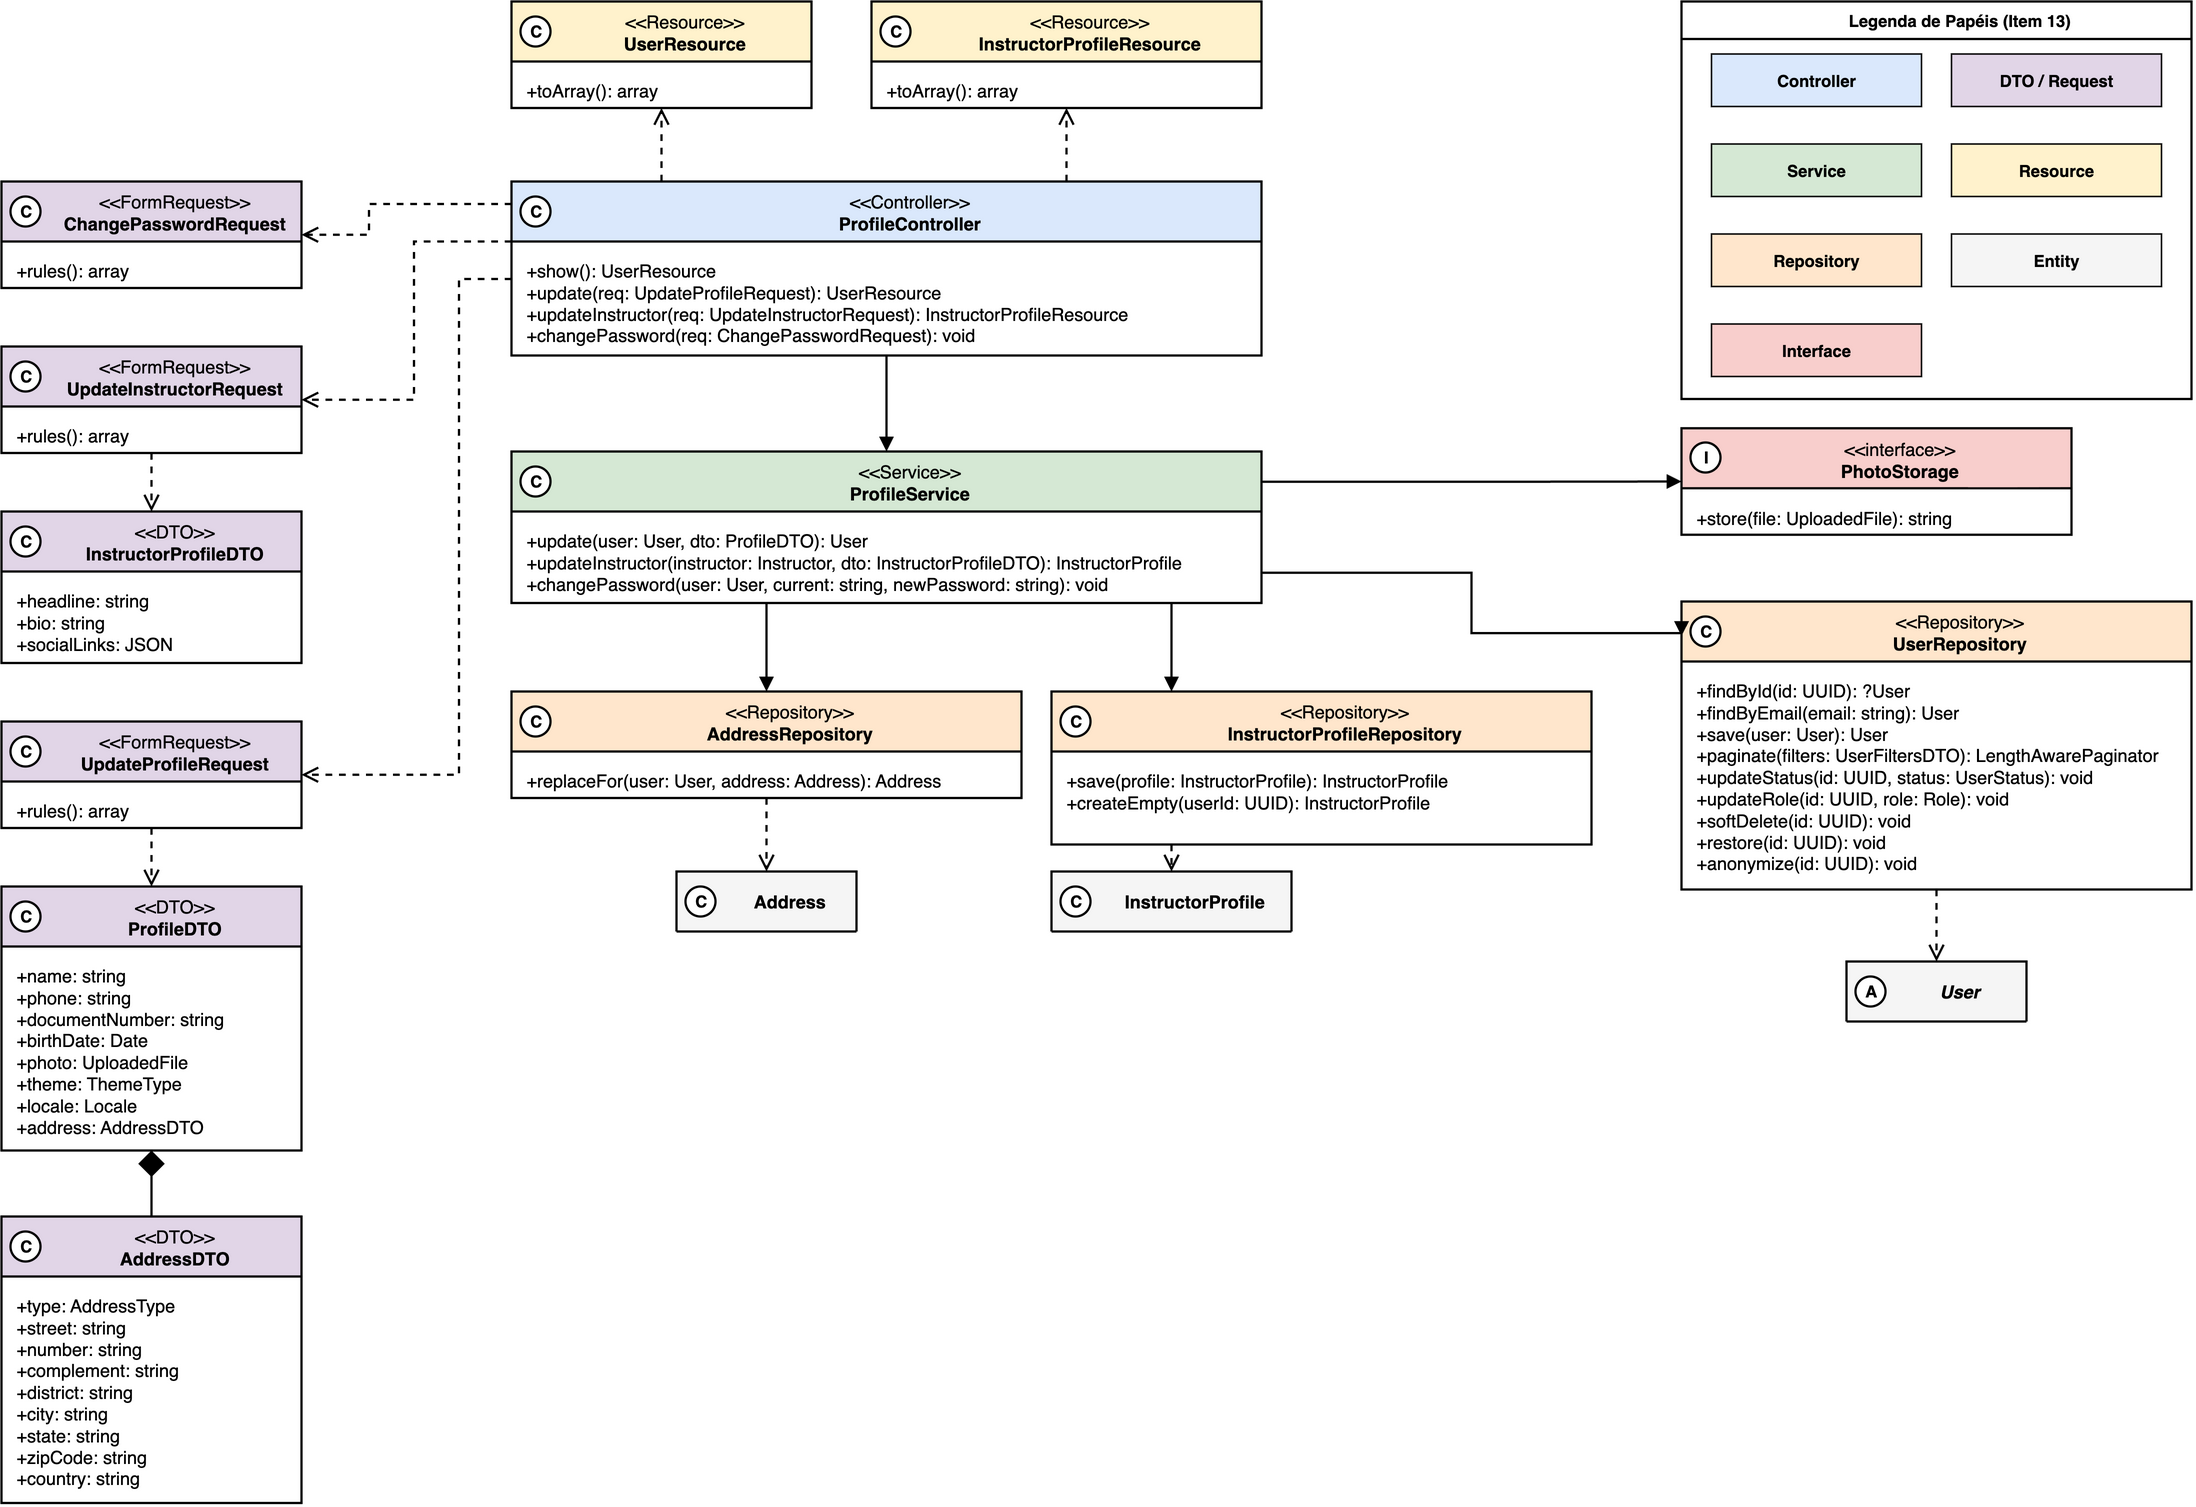 C
<<Resource>>
UserResource
+toArray(): array
C
<<Resource>>
InstructorProfileResource
+toArray(): array
Legenda de Papéis (Item 13)
Controller
DTO / Request
Service
Resource
Repository
Entity
Interface
C
<<FormRequest>>
ChangePasswordRequest
+rules(): array
C
<<Controller>>
ProfileController
+show(): UserResource
+update(req: UpdateProfileRequest): UserResource
+updateInstructor(req: UpdateInstructorRequest): InstructorProfileResource
+changePassword(req: ChangePasswordRequest): void
C
<<FormRequest>>
UpdateInstructorRequest
+rules(): array
C
<<Service>>
ProfileService
+update(user: User, dto: ProfileDTO): User
+updateInstructor(instructor: Instructor, dto: InstructorProfileDTO): InstructorProfile
+changePassword(user: User, current: string, newPassword: string): void
I
<<interface>>
PhotoStorage
+store(file: UploadedFile): string
C
<<DTO>>
InstructorProfileDTO
+headline: string
+bio: string
+socialLinks: JSON
C
<<Repository>>
UserRepository
+findById(id: UUID): ?User
+findByEmail(email: string): User
+save(user: User): User
+paginate(filters: UserFiltersDTO): LengthAwarePaginator
+updateStatus(id: UUID, status: UserStatus): void
+updateRole(id: UUID, role: Role): void
+softDelete(id: UUID): void
+restore(id: UUID): void
+anonymize(id: UUID): void
C
<<Repository>>
AddressRepository
+replaceFor(user: User, address: Address): Address
C
<<Repository>>
InstructorProfileRepository
+save(profile: InstructorProfile): InstructorProfile
+createEmpty(userId: UUID): InstructorProfile
C
<<FormRequest>>
UpdateProfileRequest
+rules(): array
C
Address
C
InstructorProfile
A
User
C
<<DTO>>
ProfileDTO
+name: string
+phone: string
+documentNumber: string
+birthDate: Date
+photo: UploadedFile
+theme: ThemeType
+locale: Locale
+address: AddressDTO
C
<<DTO>>
AddressDTO
+type: AddressType
+street: string
+number: string
+complement: string
+district: string
+city: string
+state: string
+zipCode: string
+country: string